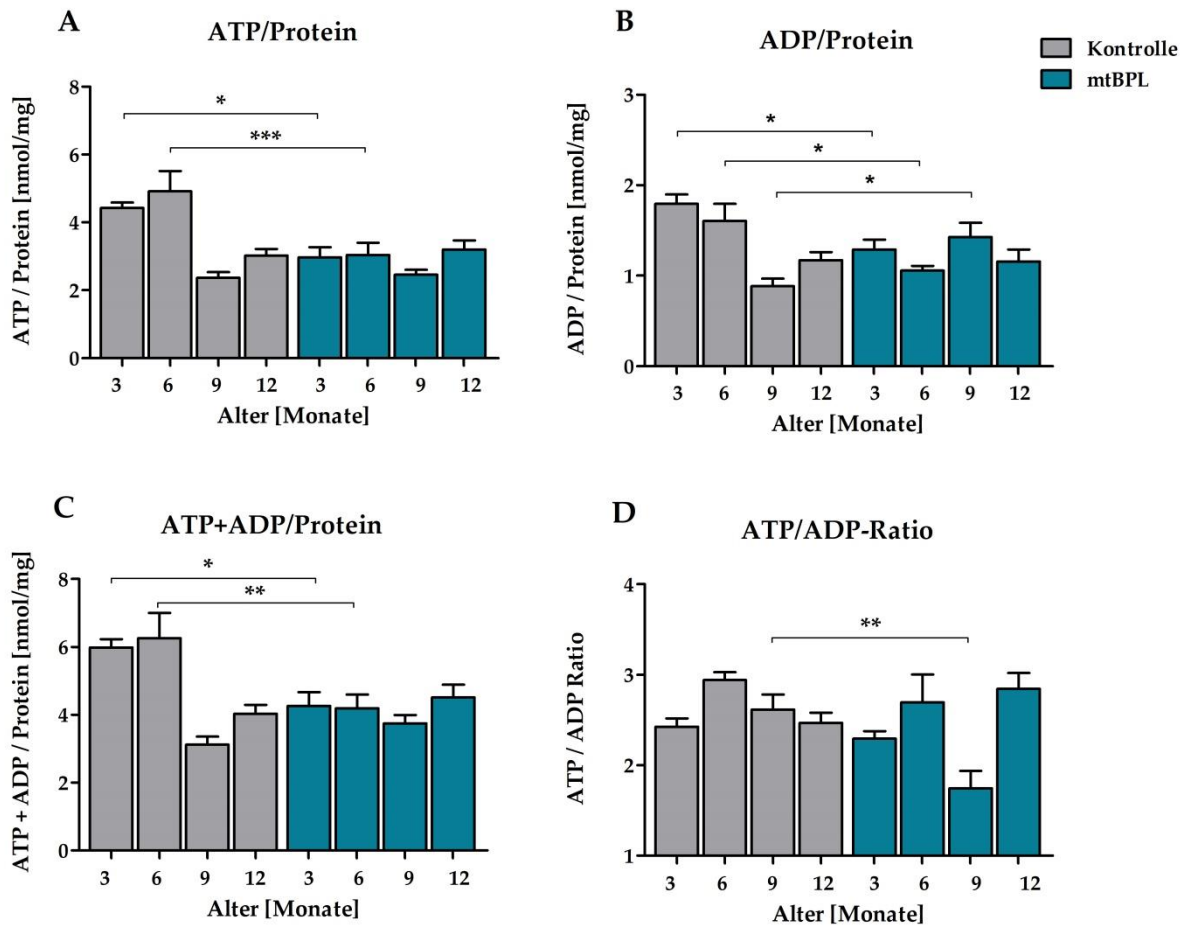 A
ATP/Protein
ATP / Protein [nmol/mg]
8
6
4
2
0
*
***
3 6 9 12 3 6 9 12
Alter [Monate]
B
ADP/Protein
Kontrolle
mtBPL
ADP / Protein [nmol/mg]
3
2
1
0
*
*
*
3 6 9 12 3 6 9 12
Alter [Monate]
C
ATP+ADP/Protein
ATP + ADP / Protein [nmol/mg]
8
6
4
2
0
*
**
3 6 9 12 3 6 9 12
Alter [Monate]
D
ATP/ADP-Ratio
ATP / ADP Ratio
4
3
2
1
**
3 6 9 12 3 6 9 12
Alter [Monate]